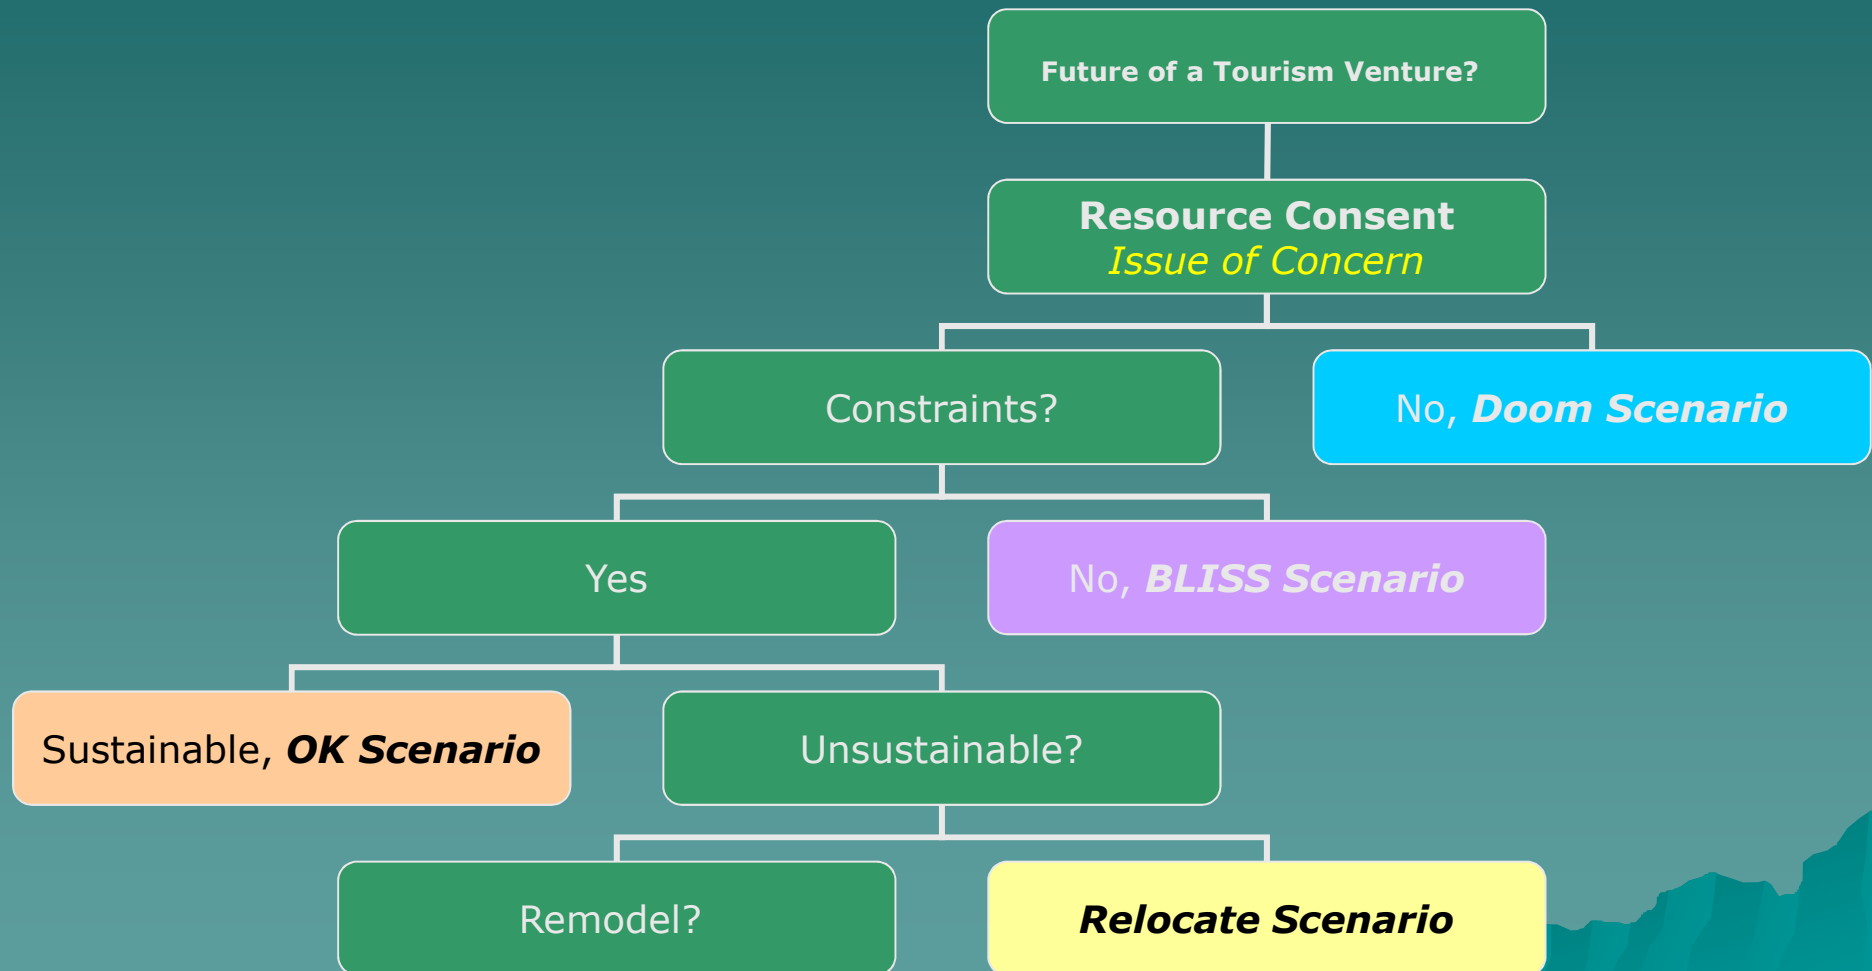 Future of a Tourism Venture?
Resource Consent
Issue of Concern
Constraints?
No, Doom Scenario
Yes
No, BLISS Scenario
Sustainable, OK Scenario
Unsustainable?
Remodel?
Relocate Scenario